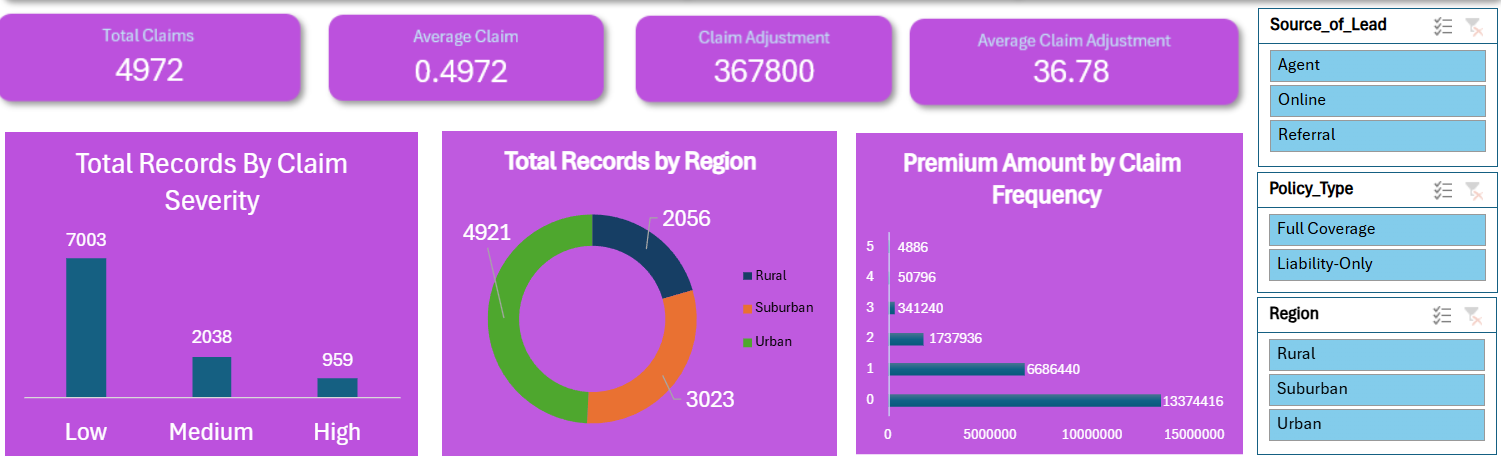 Total Claims
4972
Average Claim
0.4972
Claim Adjustment
367800
Average Claim Adjustment
36.78
Total Records By Claim
Severity
7003
2038
959
Low Medium High
Total Records by Region
4921
2056
3023
Rural
Suburban
Urban
Premium Amount by Claim
Frequency
5 4886
4 50796
3 341240
2 1737936
1 6686440
0 13374416
0 5000000 10000000 15000000
Source_of_Lead
Agent
Online
Referral
Policy_Type
Full Coverage
Liability-Only
Region
Rural
Suburban
Urban